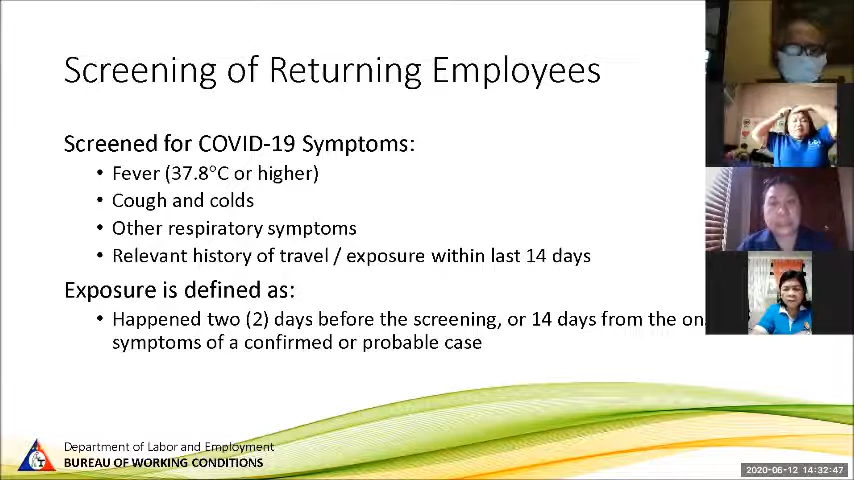 Screening of Returning Employees
Screened for COVID-19 Symptoms:
• Fever (37.8°C or higher)
• Cough and colds
• Other respiratory symptoms
• Relevant history of travel / exposure within last 14 days
Exposure is defined as:
• Happened two (2) days before the screening, or 14 days from the
symptoms of a confirmed or probable case
Department of Labor and Employment
BUREAU OF WORKING CONDITIONS
2020-06-12 14:32:47